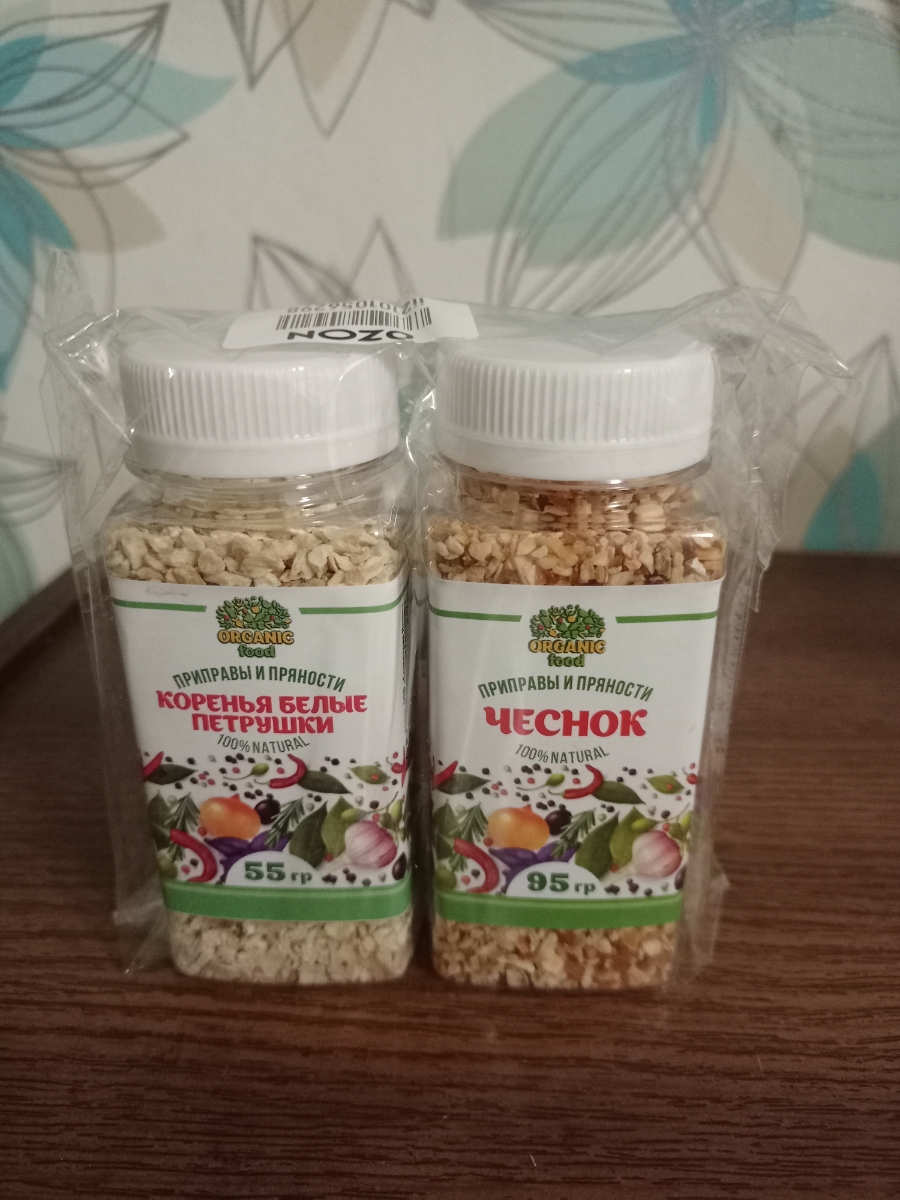 OZON
ORGANIC
food
ПРИПРАВЫ И ПРЯНОСТИ
КОРЕНЬЯ БЕЛЫЕ
ПЕТРУШКИ
100% NATURAL
55 гр
ORGANIC
food
ПРИПРАВЫ И ПРЯНОСТИ
ЧЕСНОК
100% NATURAL
95 гр